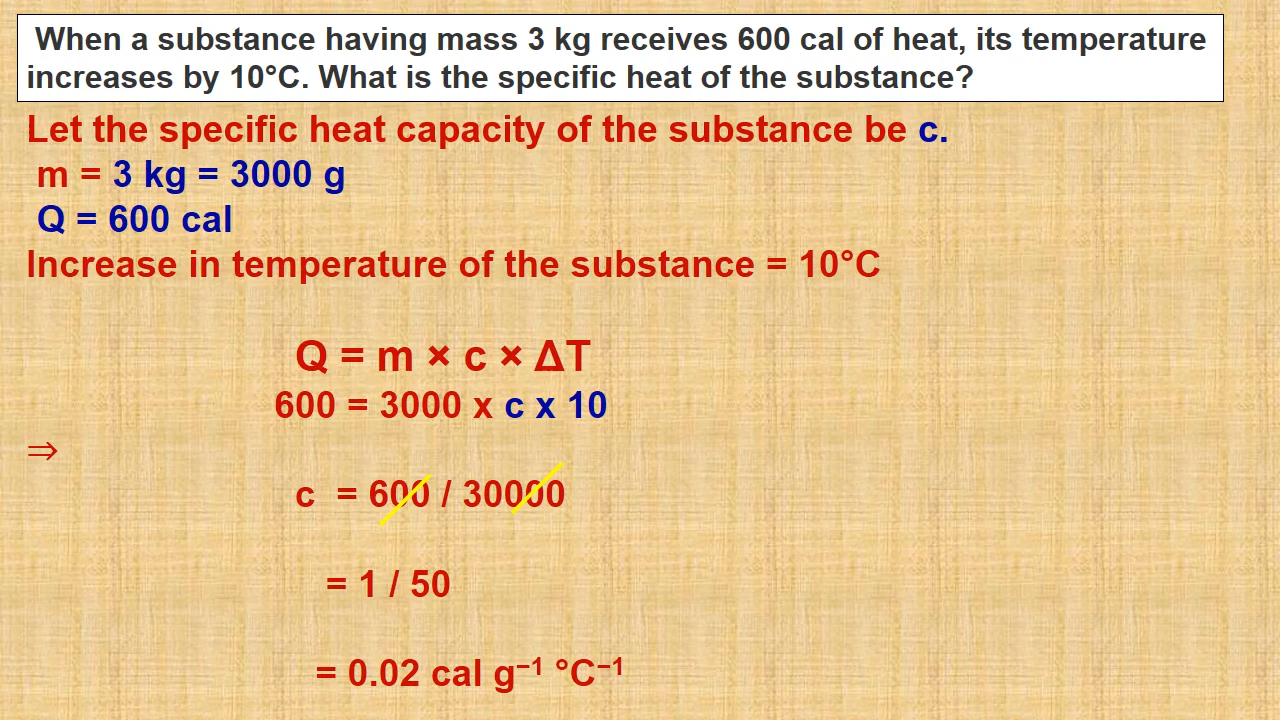 When a substance having mass 3 kg receives 600 cal of heat, its temperature
increases by 10°C. What is the specific heat of the substance?
Let the specific heat capacity of the substance be c.
m = 3 kg = 3000 g
Q = 600 cal
Increase in temperature of the substance = 10°C
Q = m × c × ΔT
600 = 3000 x c x 10
⇒
c = 600 / 30000
= 1 / 50
= 0.02 cal g⁻¹ °C⁻¹